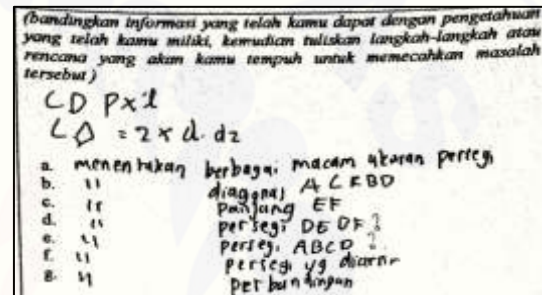 (bandingkan informasi yang telah kamu dapat dengan pengetahuan
yang telah kamu miliki, kemudian tuliskan langkah-langkah atau
rencana yang akan kamu tempuh untuk memecahkan masalah
tersebut)
L▭ P x l
L◇ = 2 x d. d2
a. menentukan berbagai macam ukuran persegi
b. " diagonal AC & BD
c. " Panjang EF
d. " persegi DE DF ?
e. " persegi ABCD ?
f. " persegi yg diarsir
g. " perbandingan